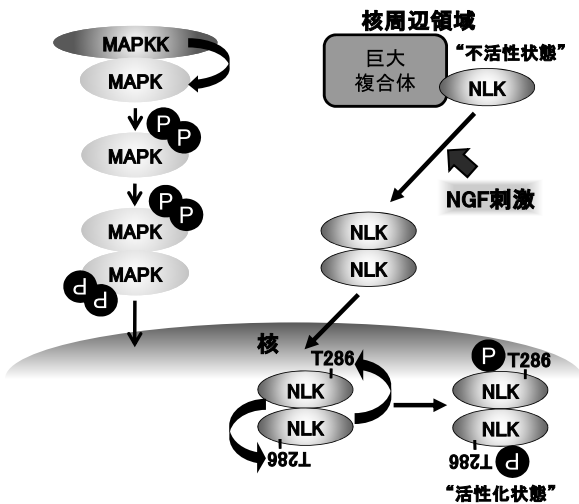 MAPKK
MAPK
P
P
MAPK
P
P
MAPK
MAPK
P
P
核周辺領域
巨大
複合体
“不活性状態”
NLK
NGF刺激
NLK
NLK
核
T286
NLK
NLK
T286
P
T286
NLK
NLK
T286
P
“活性化状態”